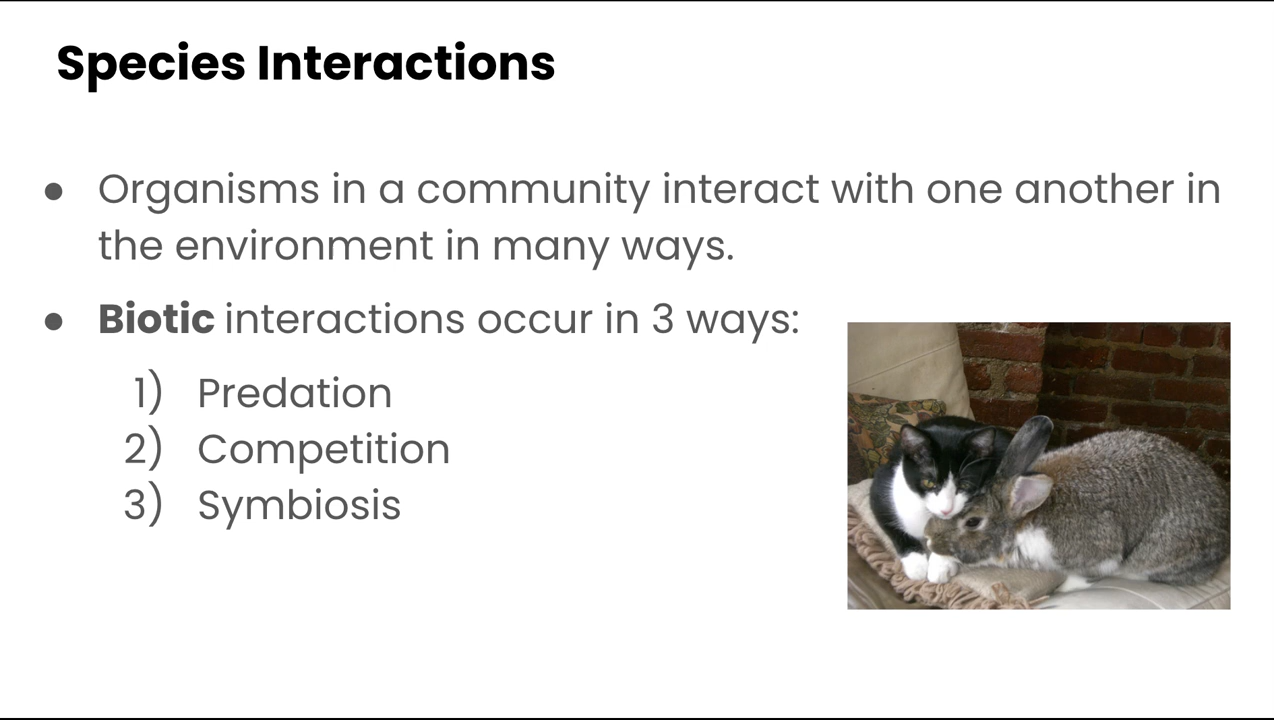 Species Interactions
● Organisms in a community interact with one another in
the environment in many ways.
● Biotic interactions occur in 3 ways:
1) Predation
2) Competition
3) Symbiosis